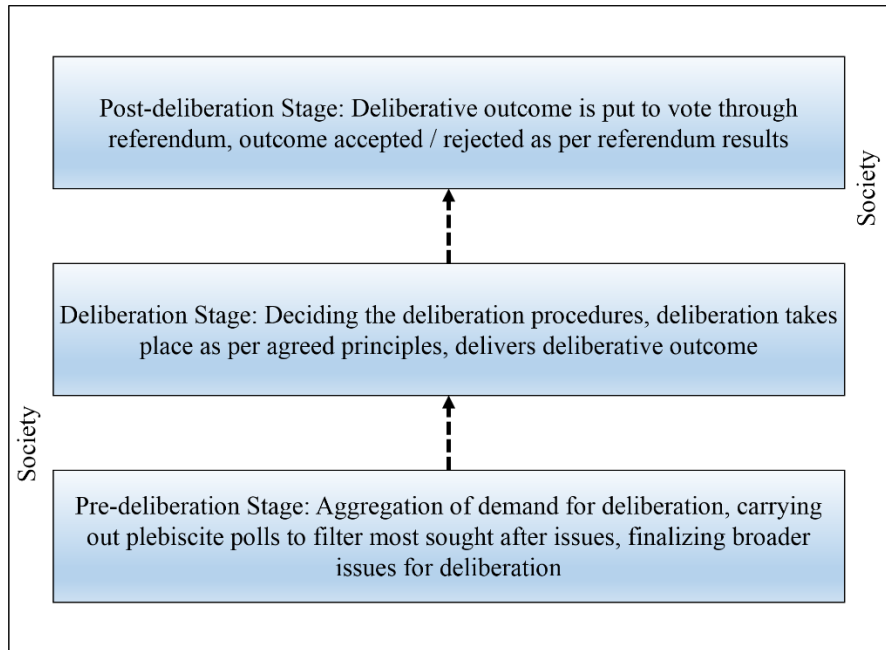 Post-deliberation Stage: Deliberative outcome is put to vote through
referendum, outcome accepted / rejected as per referendum results
Society
Deliberation Stage: Deciding the deliberation procedures, deliberation takes
place as per agreed principles, delivers deliberative outcome
Society
Pre-deliberation Stage: Aggregation of demand for deliberation, carrying
out plebiscite polls to filter most sought after issues, finalizing broader
issues for deliberation